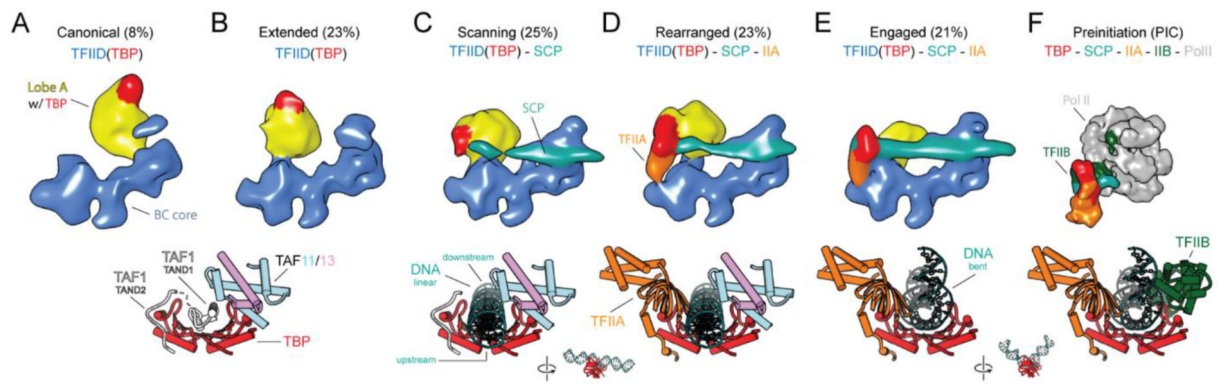 A
Canonical (8%)
TFIID(TBP)
Lobe A
w/ TBP
BC core
B
Extended (23%)
TFIID(TBP)
TAF1
TAND2
TAF1
TAND1
TAF11/13
TBP
C
Scanning (25%)
TFIID(TBP) - SCP
SCP
DNA
linear
downstream
upstream
D
Rearranged (23%)
TFIID(TBP) - SCP - IIA
TFIIA
TFIIA
E
Engaged (21%)
TFIID(TBP) - SCP - IIA
DNA
bent
F
Preinitiation (PIC)
TBP - SCP - IIA - IIB - PolII
Pol II
TFIIB
TFIIB